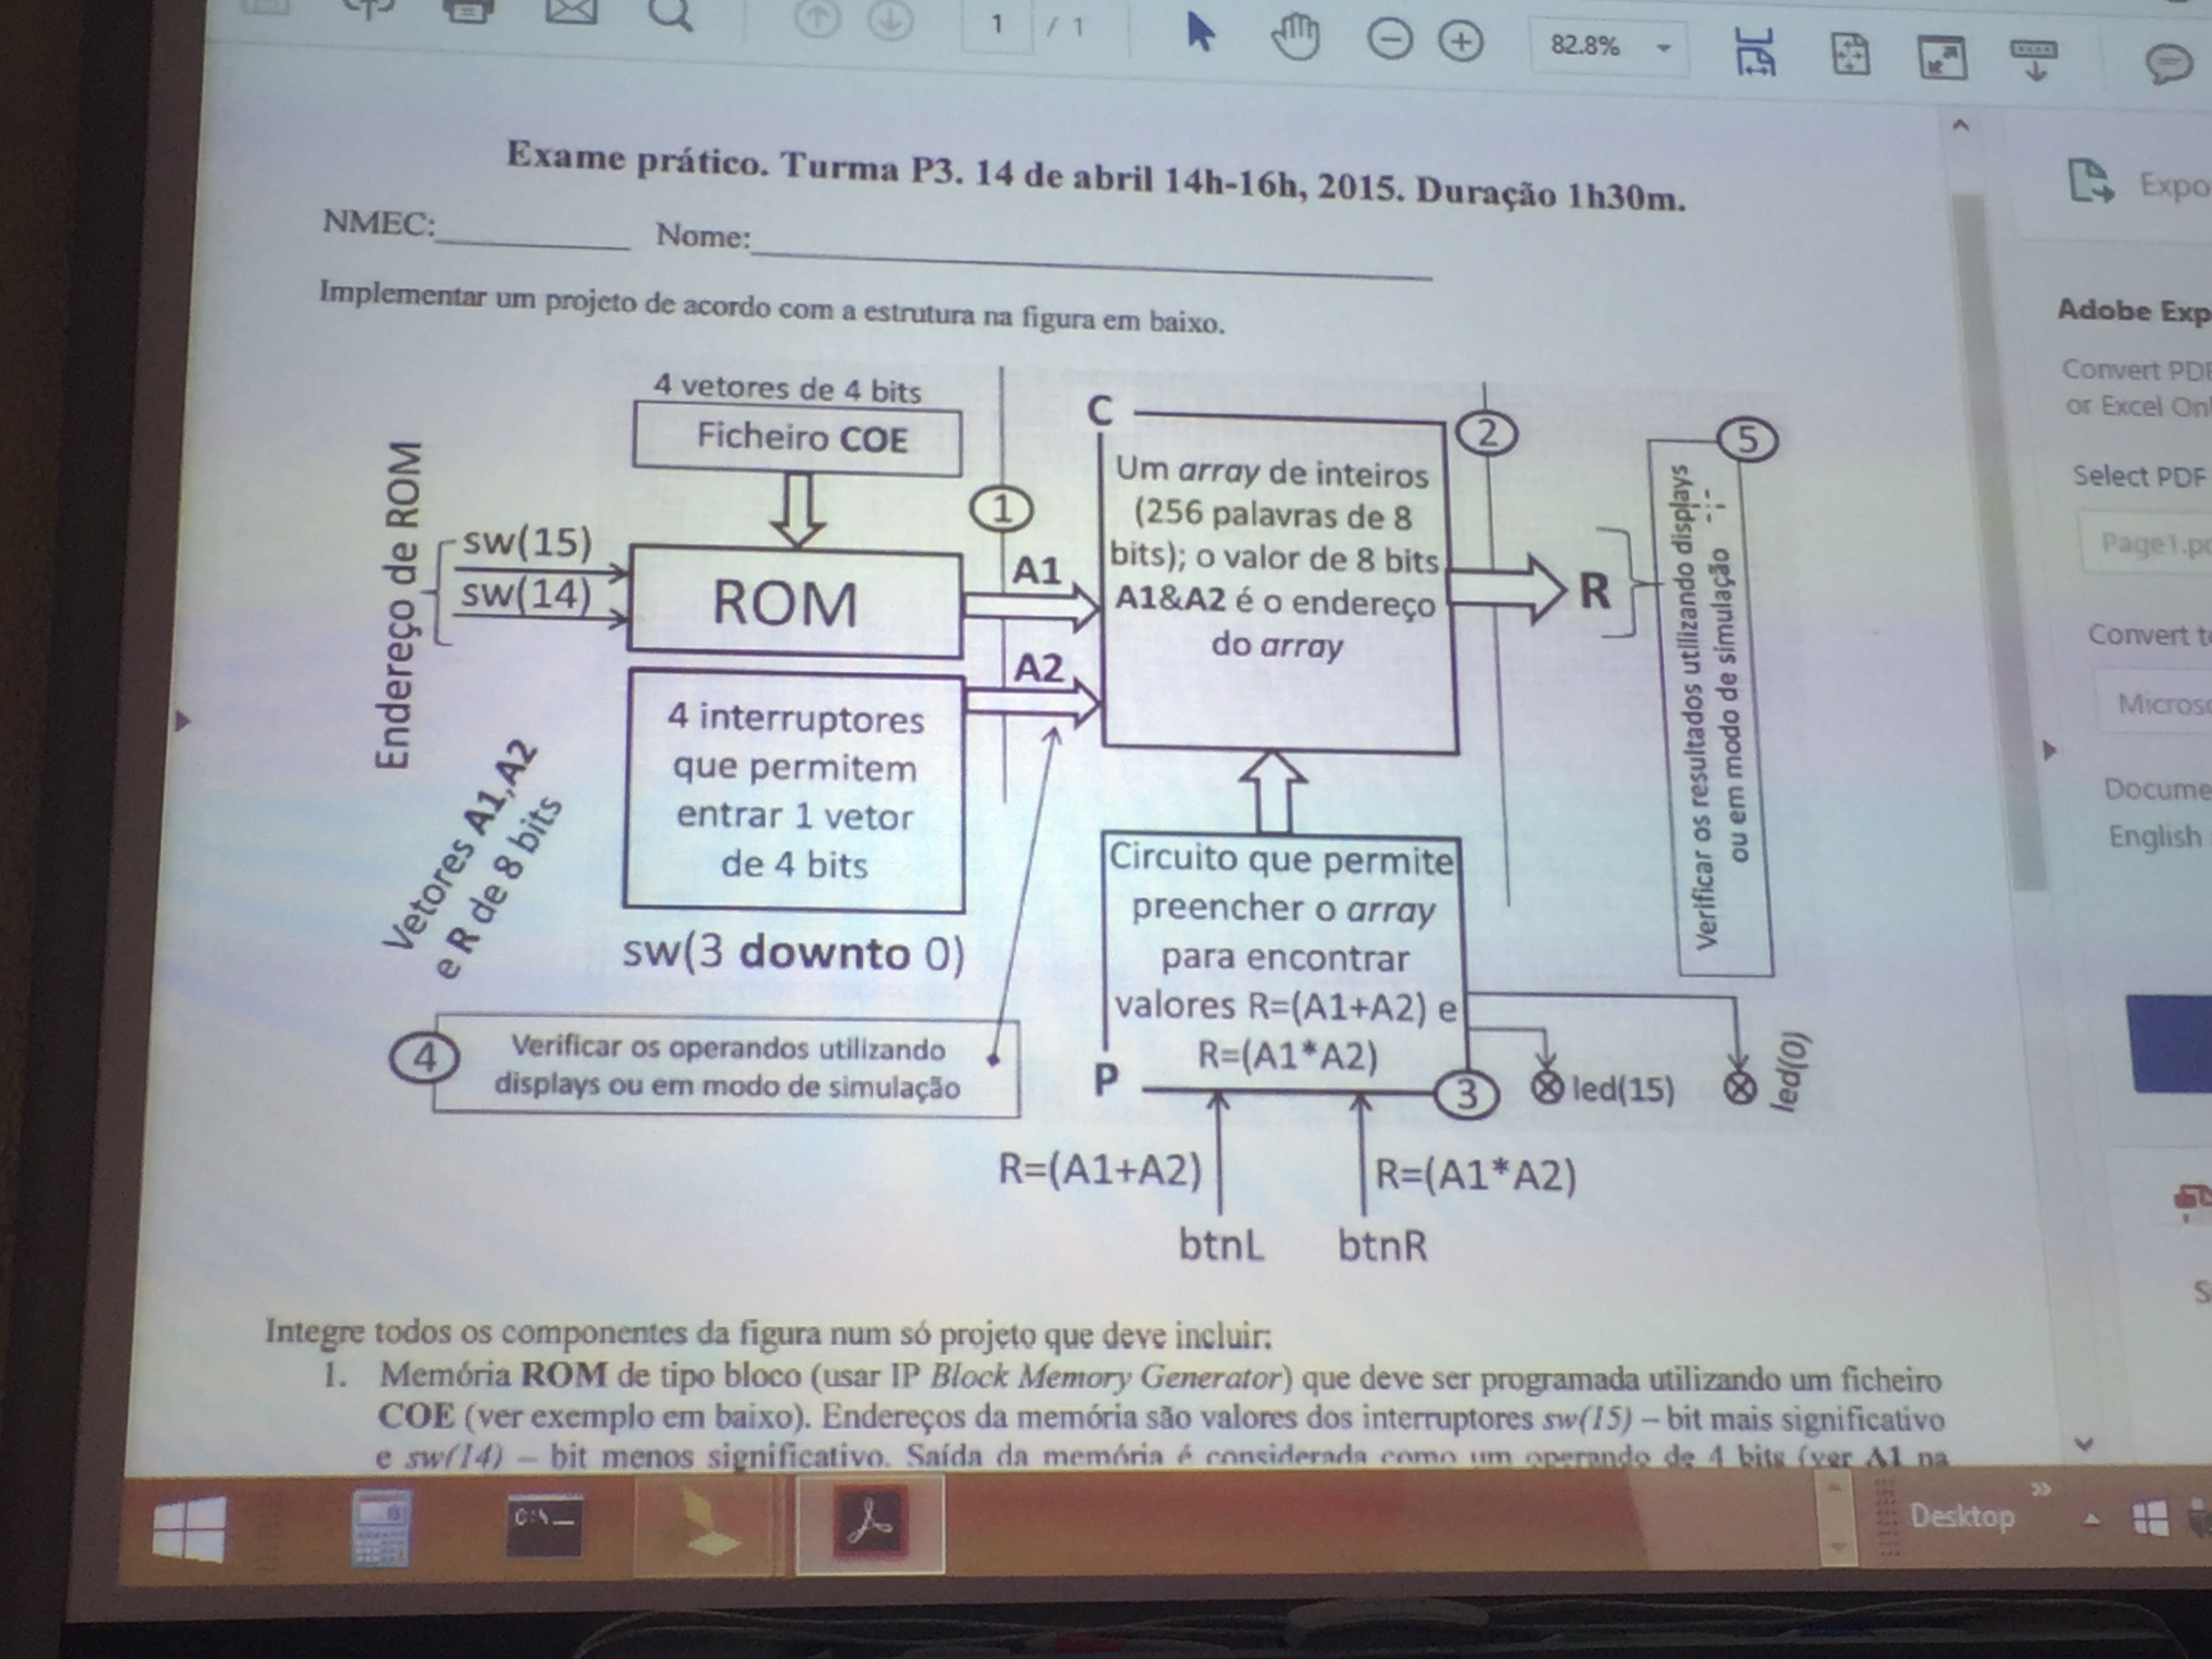 1 / 1
82.8%
Exame prático. Turma P3. 14 de abril 14h-16h, 2015. Duração 1h30m.
NMEC: Nome:
Implementar um projeto de acordo com a estrutura na figura em baixo.
4 vetores de 4 bits
Ficheiro COE
Endereço de ROM
sw(15)
sw(14)
ROM
1
A1
A2
4 interruptores
que permitem
entrar 1 vetor
de 4 bits
sw(3 downto 0)
Vetores A1,A2
e R de 8 bits
C
Um array de inteiros
(256 palavras de 8
bits); o valor de 8 bits
A1&A2 é o endereço
do array
2
R
5
Verificar os resultados utilizando displays
ou em modo de simulação
Circuito que permite
preencher o array
para encontrar
valores R=(A1+A2) e
R=(A1*A2)
P
3
led(15)
led(0)
4
Verificar os operandos utilizando
displays ou em modo de simulação
R=(A1+A2)
R=(A1*A2)
btnL
btnR
Integre todos os componentes da figura num só projeto que deve incluir:
1. Memória ROM de tipo bloco (usar IP Block Memory Generator) que deve ser programada utilizando um ficheiro
COE (ver exemplo em baixo). Endereços da memória são valores dos interruptores sw(15) – bit mais significativo
e sw(14) – bit menos significativo. Saída da memória é considerada como um operando de 4 bits (ver A1 na
Expo
Adobe Exp
Convert PDF
or Excel Onl
Select PDF
Page1.pd
Convert to
Microso
Docume
English
S
C:\
Desktop